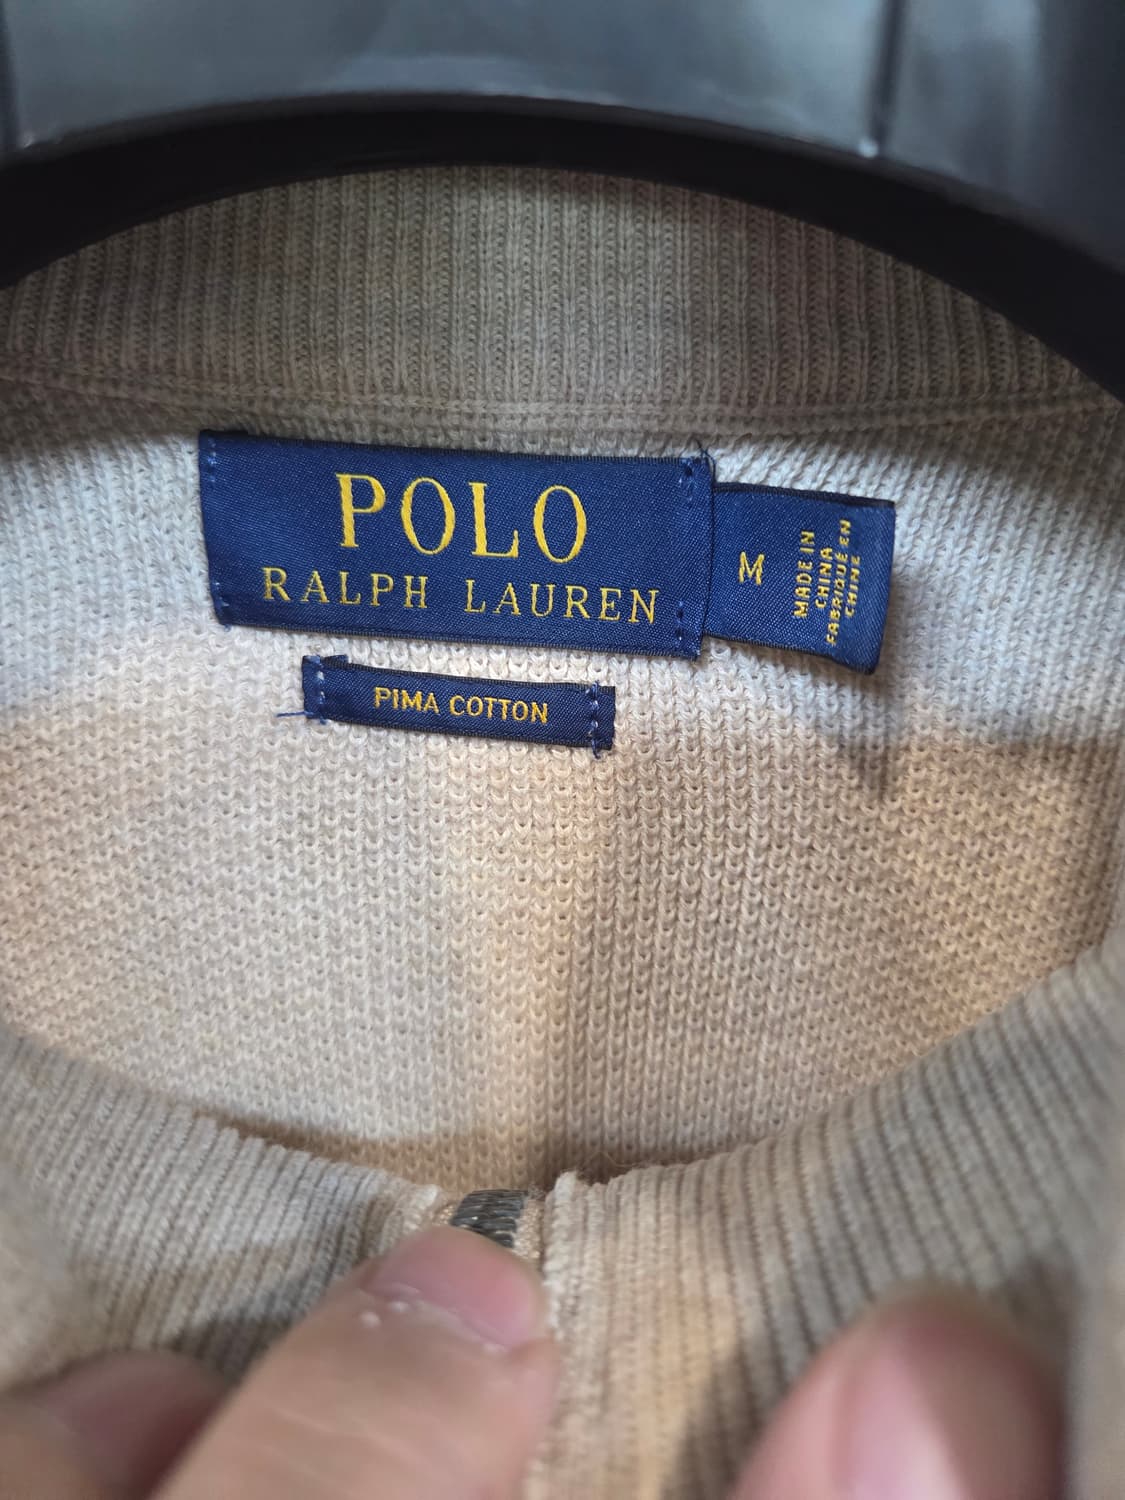 POLO
RALPH LAUREN
M
MADE IN
CHINA
FABRIQUÉ EN
CHINE
PIMA COTTON